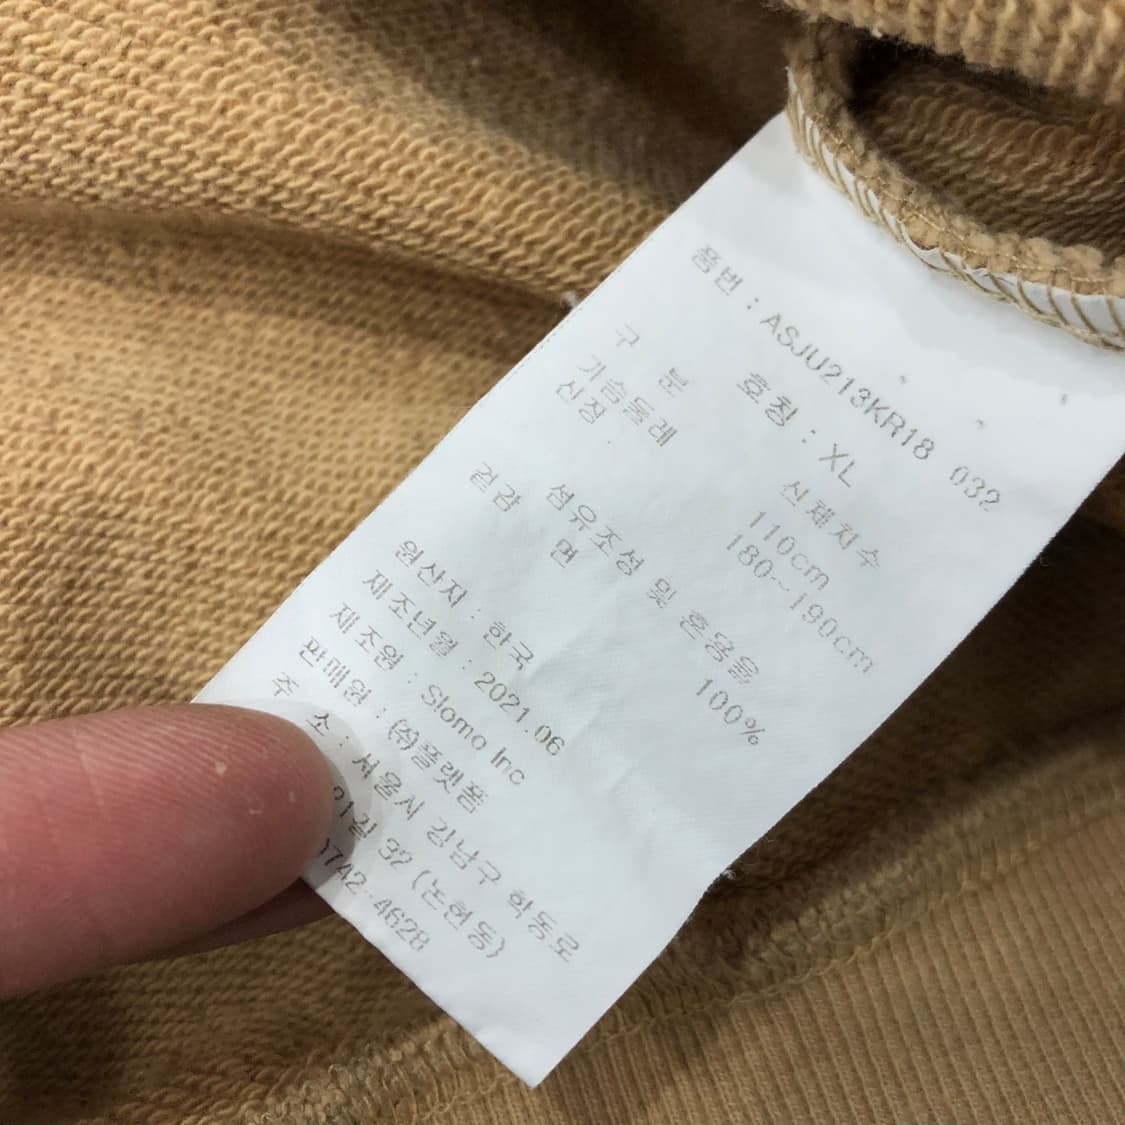 품번 : ASJU213KR18 032
호칭 : XL
구 분 신체치수
가슴둘레 110cm
신장 : 180~190cm
섬유조성 및 혼용율
겉감 면 100%
원산지 : 한국
제조년월 : 2021.06
제조원 : Slomo Inc
판매원 : ㈜플랫폼
주 소 : 서울시 강남구 학동로
길 32 (논현동)
742-4628